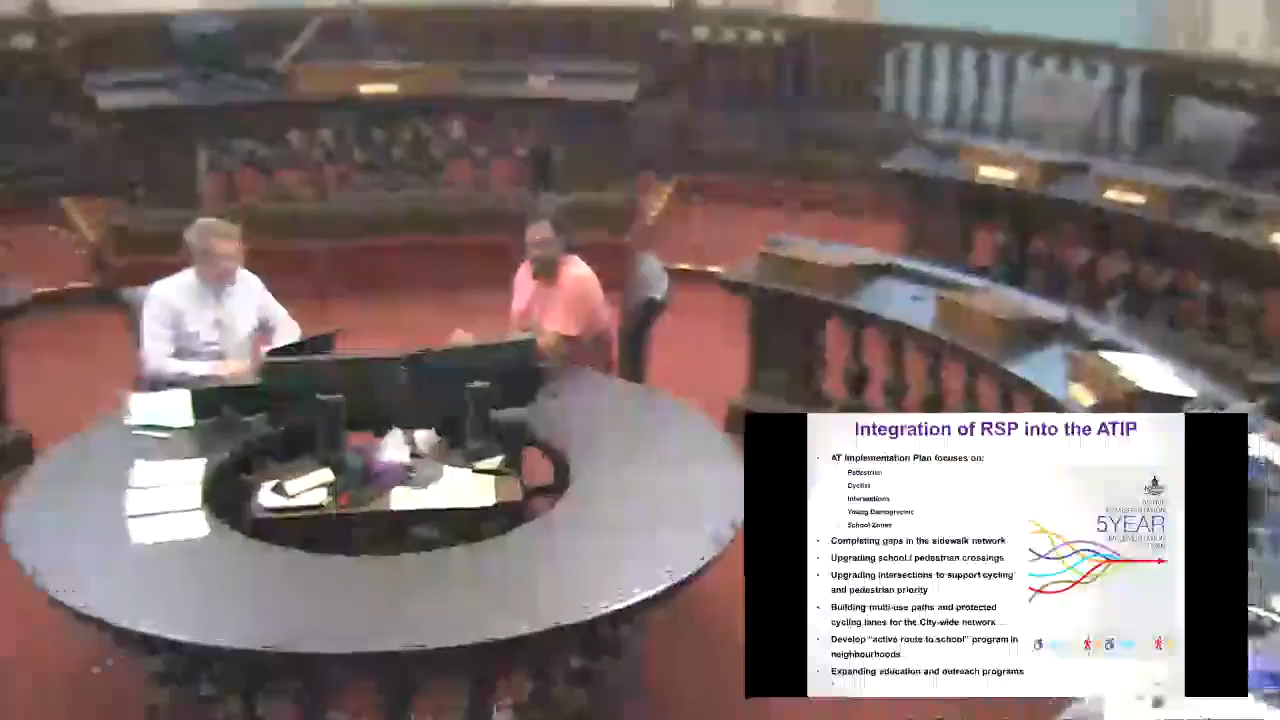 Integration of RSP into the ATIP
AT Implementation Plan focuses on:
Pedestrian
Cyclist
Intersections
Young Demographic
School Zones
Completing gaps in the sidewalk network
Upgrading school / pedestrian crossings
Upgrading intersections to support cycling
and pedestrian priority
Building multi-use paths and protected
cycling lanes for the City-wide network
Develop “active route to school” program in
neighbourhoods
Expanding education and outreach programs
5 YEAR